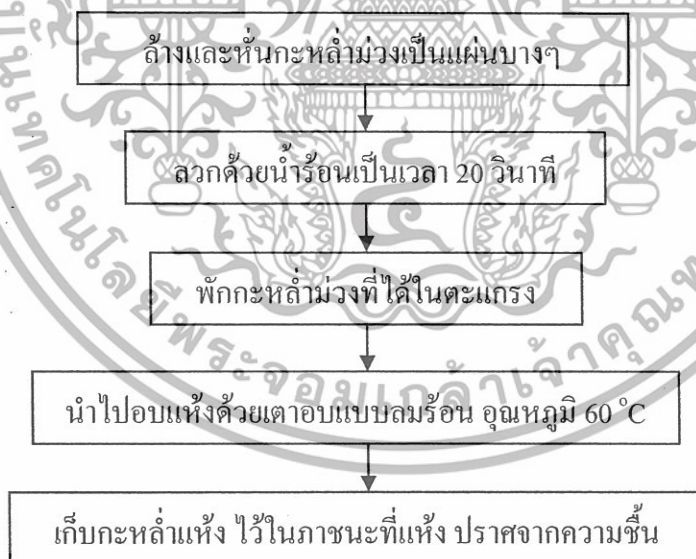 ล้างและหั่นกะหล่ำม่วงเป็นแผ่นบางๆ
ลวกด้วยน้ำร้อนเป็นเวลา 20 วินาที
พักกะหล่ำม่วงที่ได้ในตะแกรง
นำไปอบแห้งด้วยเตาอบแบบลมร้อน อุณหภูมิ 60 °C
เก็บกะหล่ำแห้ง ไว้ในภาชนะที่แห้ง ปราศจากความชื้น